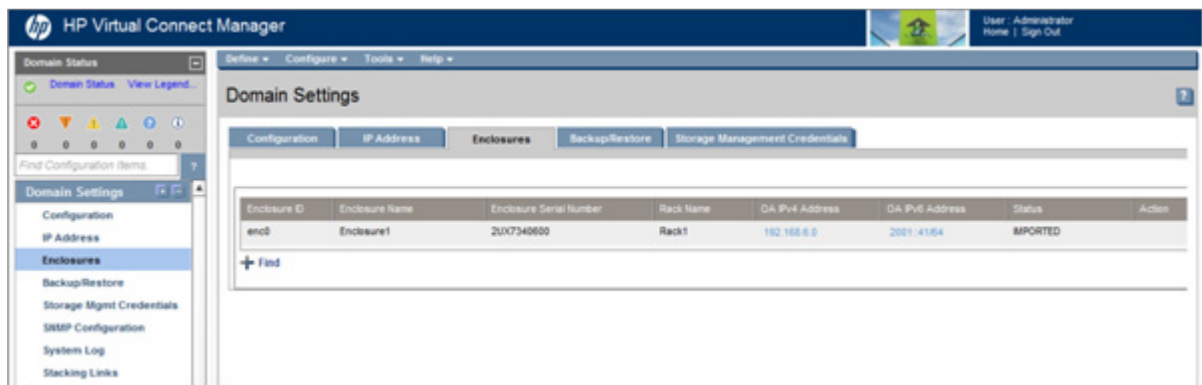 hp HP Virtual Connect Manager
User : Administrator
Home | Sign Out
Domain Status
Domain Status View Legend...
0 0 0 0 0 0
Find Configuration Items. ?
Domain Settings
Configuration
IP Address
Enclosures
Backup/Restore
Storage Mgmt Credentials
SNMP Configuration
System Log
Stacking Links
Define Configure Tools Help
Domain Settings ?
Configuration IP Address Enclosures Backup/Restore Storage Management Credentials
Enclosure ID Enclosure Name Enclosure Serial Number Rack Name OA IPv4 Address OA IPv6 Address Status Action
enc0 Enclosure1 2UX7340600 Rack1 192.168.6.0 2001::41/64 IMPORTED
Find